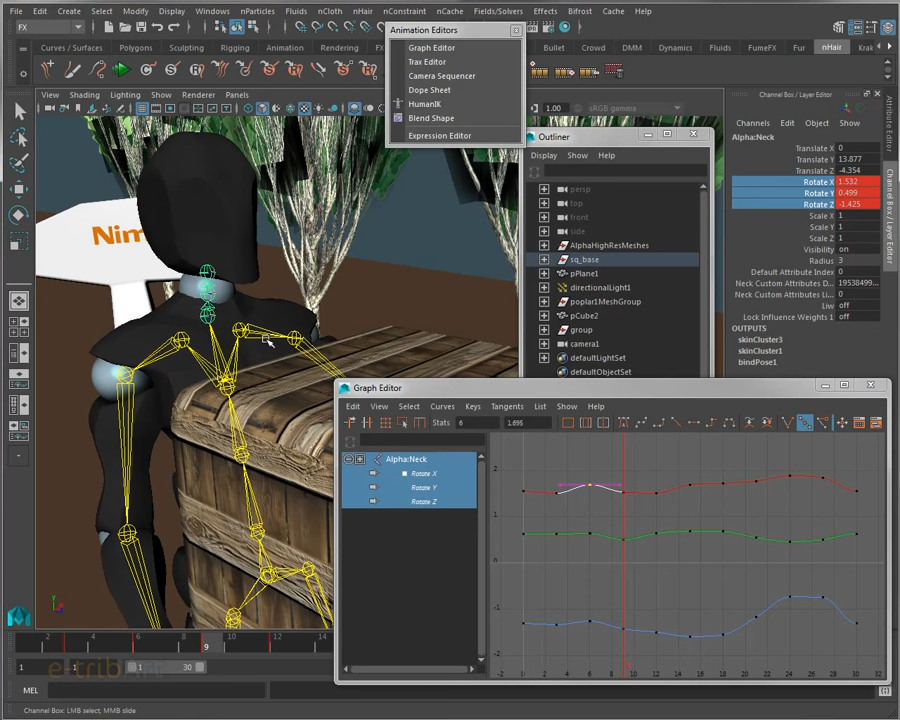 File Edit Create Select Modify Display Windows nParticles Fluids nCloth nHair nConstraint nCache Fields/Solvers Effects Bifrost Cache Help
FX
1.00 sRGB gamma
Curves / Surfaces Polygons Sculpting Rigging Animation Rendering
Bullet Crowd DMM Dynamics Fluids FumeFX Fur nHair Krak
Animation Editors
Graph Editor
Trax Editor
Camera Sequencer
Dope Sheet
HumanIK
Blend Shape
Expression Editor
View Shading Lighting Show Renderer Panels
Nim
Outliner
Display Show Help
persp
top
front
side
AlphaHighResMeshes
sq_base
pPlane1
directionalLight1
poplar1MeshGroup
pCube2
group
camera1
defaultLightSet
defaultObjectSet
Channel Box / Layer Editor
Channels Edit Object Show
Alpha:Neck
Translate X 0
Translate Y 13.877
Translate Z -4.354
Rotate X 1.532
Rotate Y 0.499
Rotate Z -1.425
Scale X 1
Scale Y 1
Scale Z 1
Visibility on
Radius 3
Default Attribute Index 0
Neck Custom Attributes D... 19538499...
Neck Custom Attributes Li... 0
Liw off
Lock Influence Weights 1 off
OUTPUTS
skinCluster3
skinCluster1
bindPose1
Attribute Editor
Channel Box / Layer Editor
Graph Editor
Edit View Select Curves Keys Tangents List Show Help
Stats 6 1.695
Alpha:Neck
Rotate X
Rotate Y
Rotate Z
2
1
0
-1
-2
-2 0 2 4 6 8 10 12 14 16 18 20 22 24 26 28 30 32
2 4 6 8 9 10 12 14
1 1 1 30
e-trib
MEL
Channel Box: LMB select, MMB slide